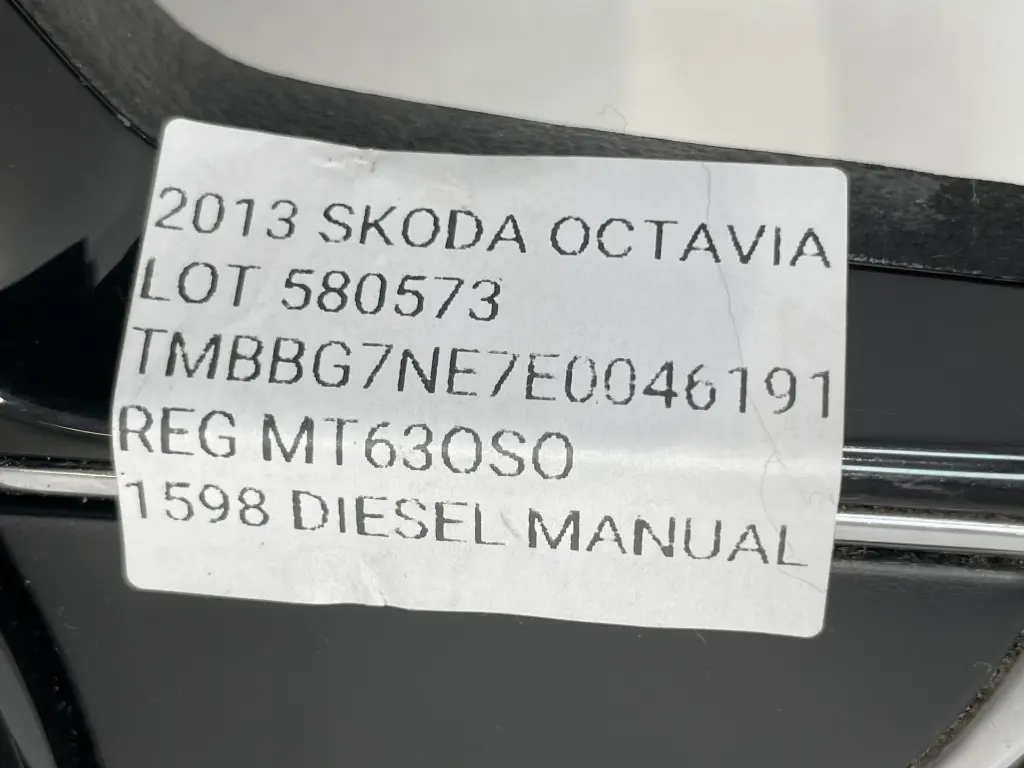 2013 SKODA OCTAVIA
LOT 580573
TMBBG7NE7E0046191
REG MT63OSO
1598 DIESEL MANUAL